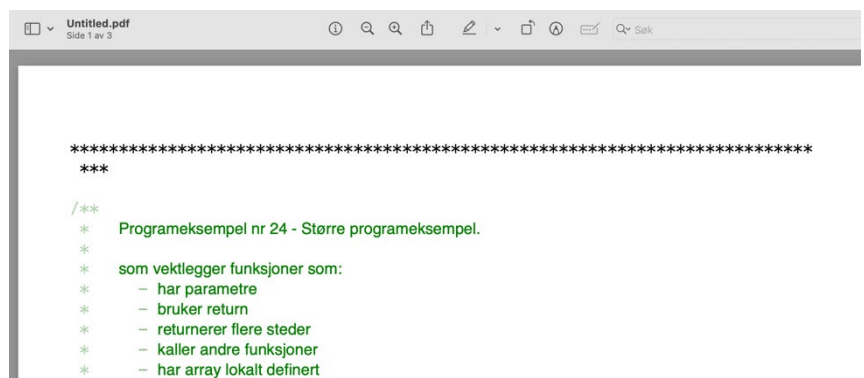 Untitled.pdf
Side 1 av 3
Søk
****************************************************************************
***
/**
* Programeksempel nr 24 - Større programeksempel.
*
* som vektlegger funksjoner som:
* – har parametre
* – bruker return
* – returnerer flere steder
* – kaller andre funksjoner
* – har array lokalt definert